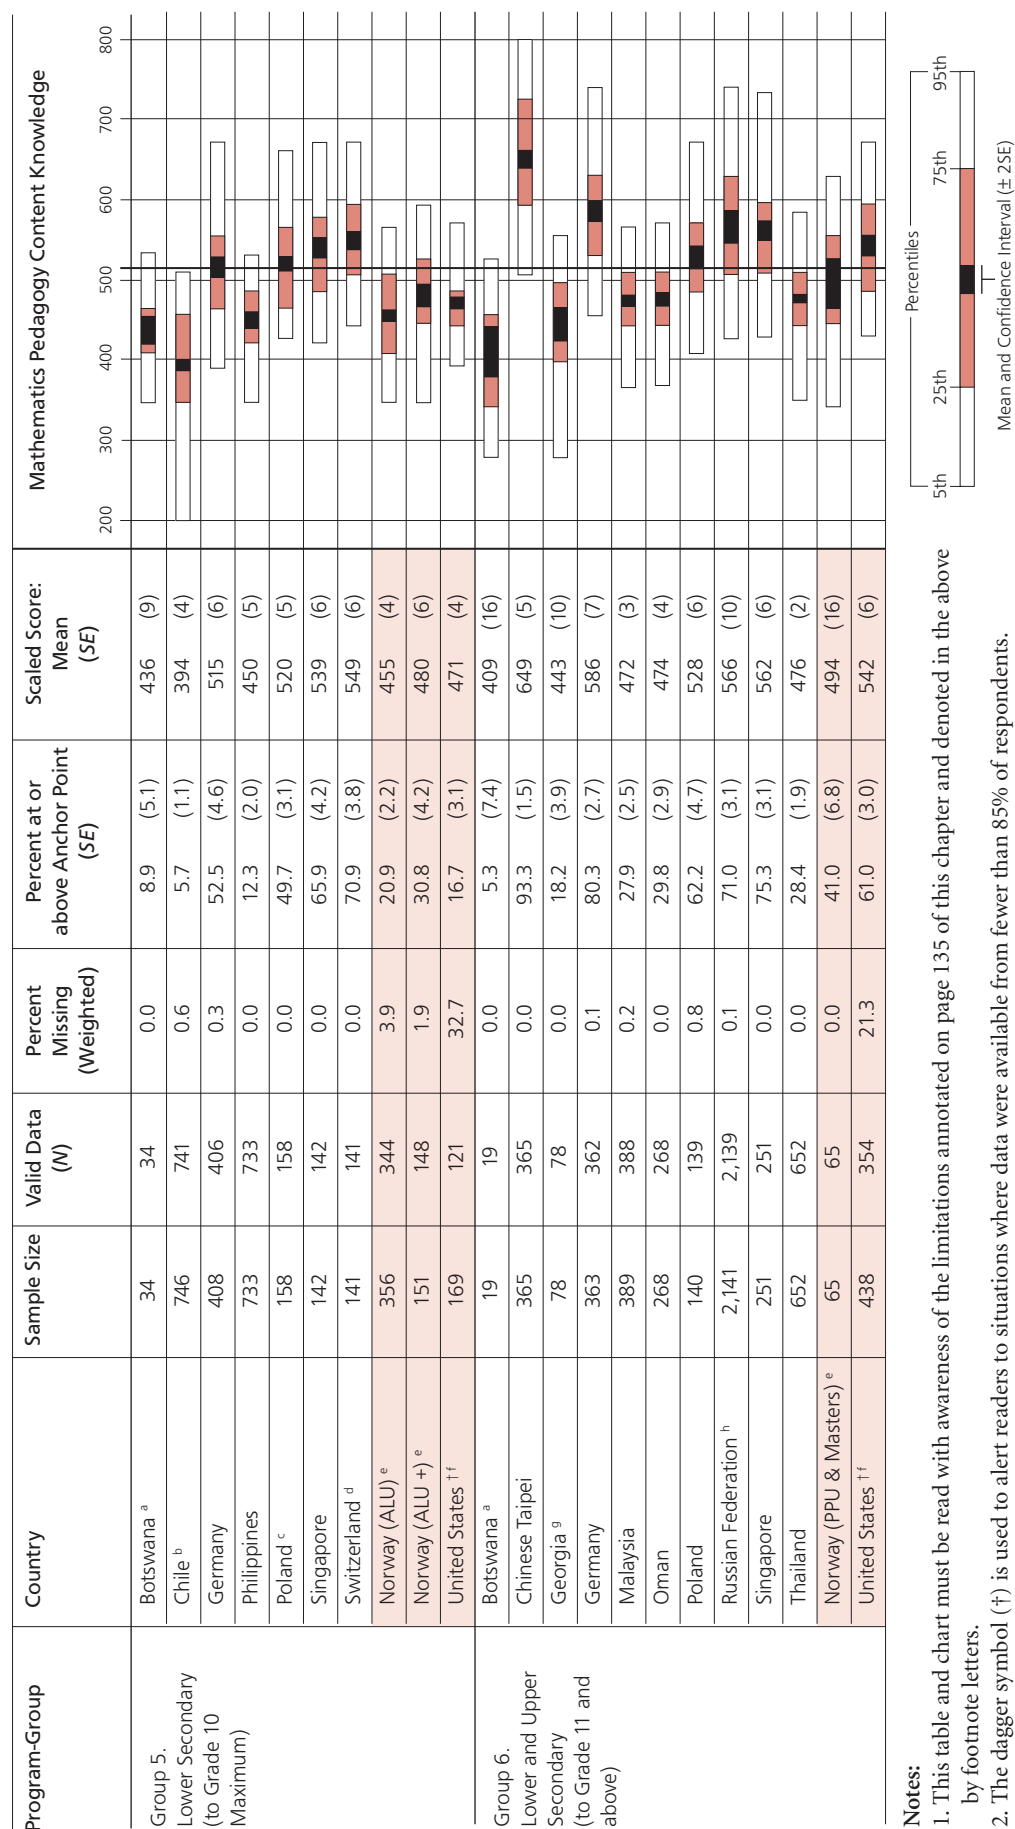 Program-Group Country Sample Size Valid Data (N) Percent Missing (Weighted) Percent at or above Anchor Point (SE) Scaled Score: Mean (SE) Mathematics Pedagogy Content Knowledge
200 300 400 500 600 700 800
Group 5.
Lower Secondary
(to Grade 10
Maximum)
Botswana a 34 34 0.0 8.9 (5.1) 436 (9)
Chile b 746 741 0.6 5.7 (1.1) 394 (4)
Germany 408 406 0.3 52.5 (4.6) 515 (6)
Philippines 733 733 0.0 12.3 (2.0) 450 (5)
Poland c 158 158 0.0 49.7 (3.1) 520 (5)
Singapore 142 142 0.0 65.9 (4.2) 539 (6)
Switzerland d 141 141 0.0 70.9 (3.8) 549 (6)
Norway (ALU) e 356 344 3.9 20.9 (2.2) 455 (4)
Norway (ALU +) e 151 148 1.9 30.8 (4.2) 480 (6)
United States † f 169 121 32.7 16.7 (3.1) 471 (4)
Group 6.
Lower and Upper
Secondary
(to Grade 11 and
above)
Botswana a 19 19 0.0 5.3 (7.4) 409 (16)
Chinese Taipei 365 365 0.0 93.3 (1.5) 649 (5)
Georgia g 78 78 0.0 18.2 (3.9) 443 (10)
Germany 363 362 0.1 80.3 (2.7) 586 (7)
Malaysia 389 388 0.2 27.9 (2.5) 472 (3)
Oman 268 268 0.0 29.8 (2.9) 474 (4)
Poland 140 139 0.8 62.2 (4.7) 528 (6)
Russian Federation h 2,141 2,139 0.1 71.0 (3.1) 566 (10)
Singapore 251 251 0.0 75.3 (3.1) 562 (6)
Thailand 652 652 0.0 28.4 (1.9) 476 (2)
Norway (PPU & Masters) e 65 65 0.0 41.0 (6.8) 494 (16)
United States † f 438 354 21.3 61.0 (3.0) 542 (6)
Percentiles
5th 25th 75th 95th
Mean and Confidence Interval (± 2SE)
Notes:
1. This table and chart must be read with awareness of the limitations annotated on page 135 of this chapter and denoted in the above
by footnote letters.
2. The dagger symbol (†) is used to alert readers to situations where data were available from fewer than 85% of respondents.